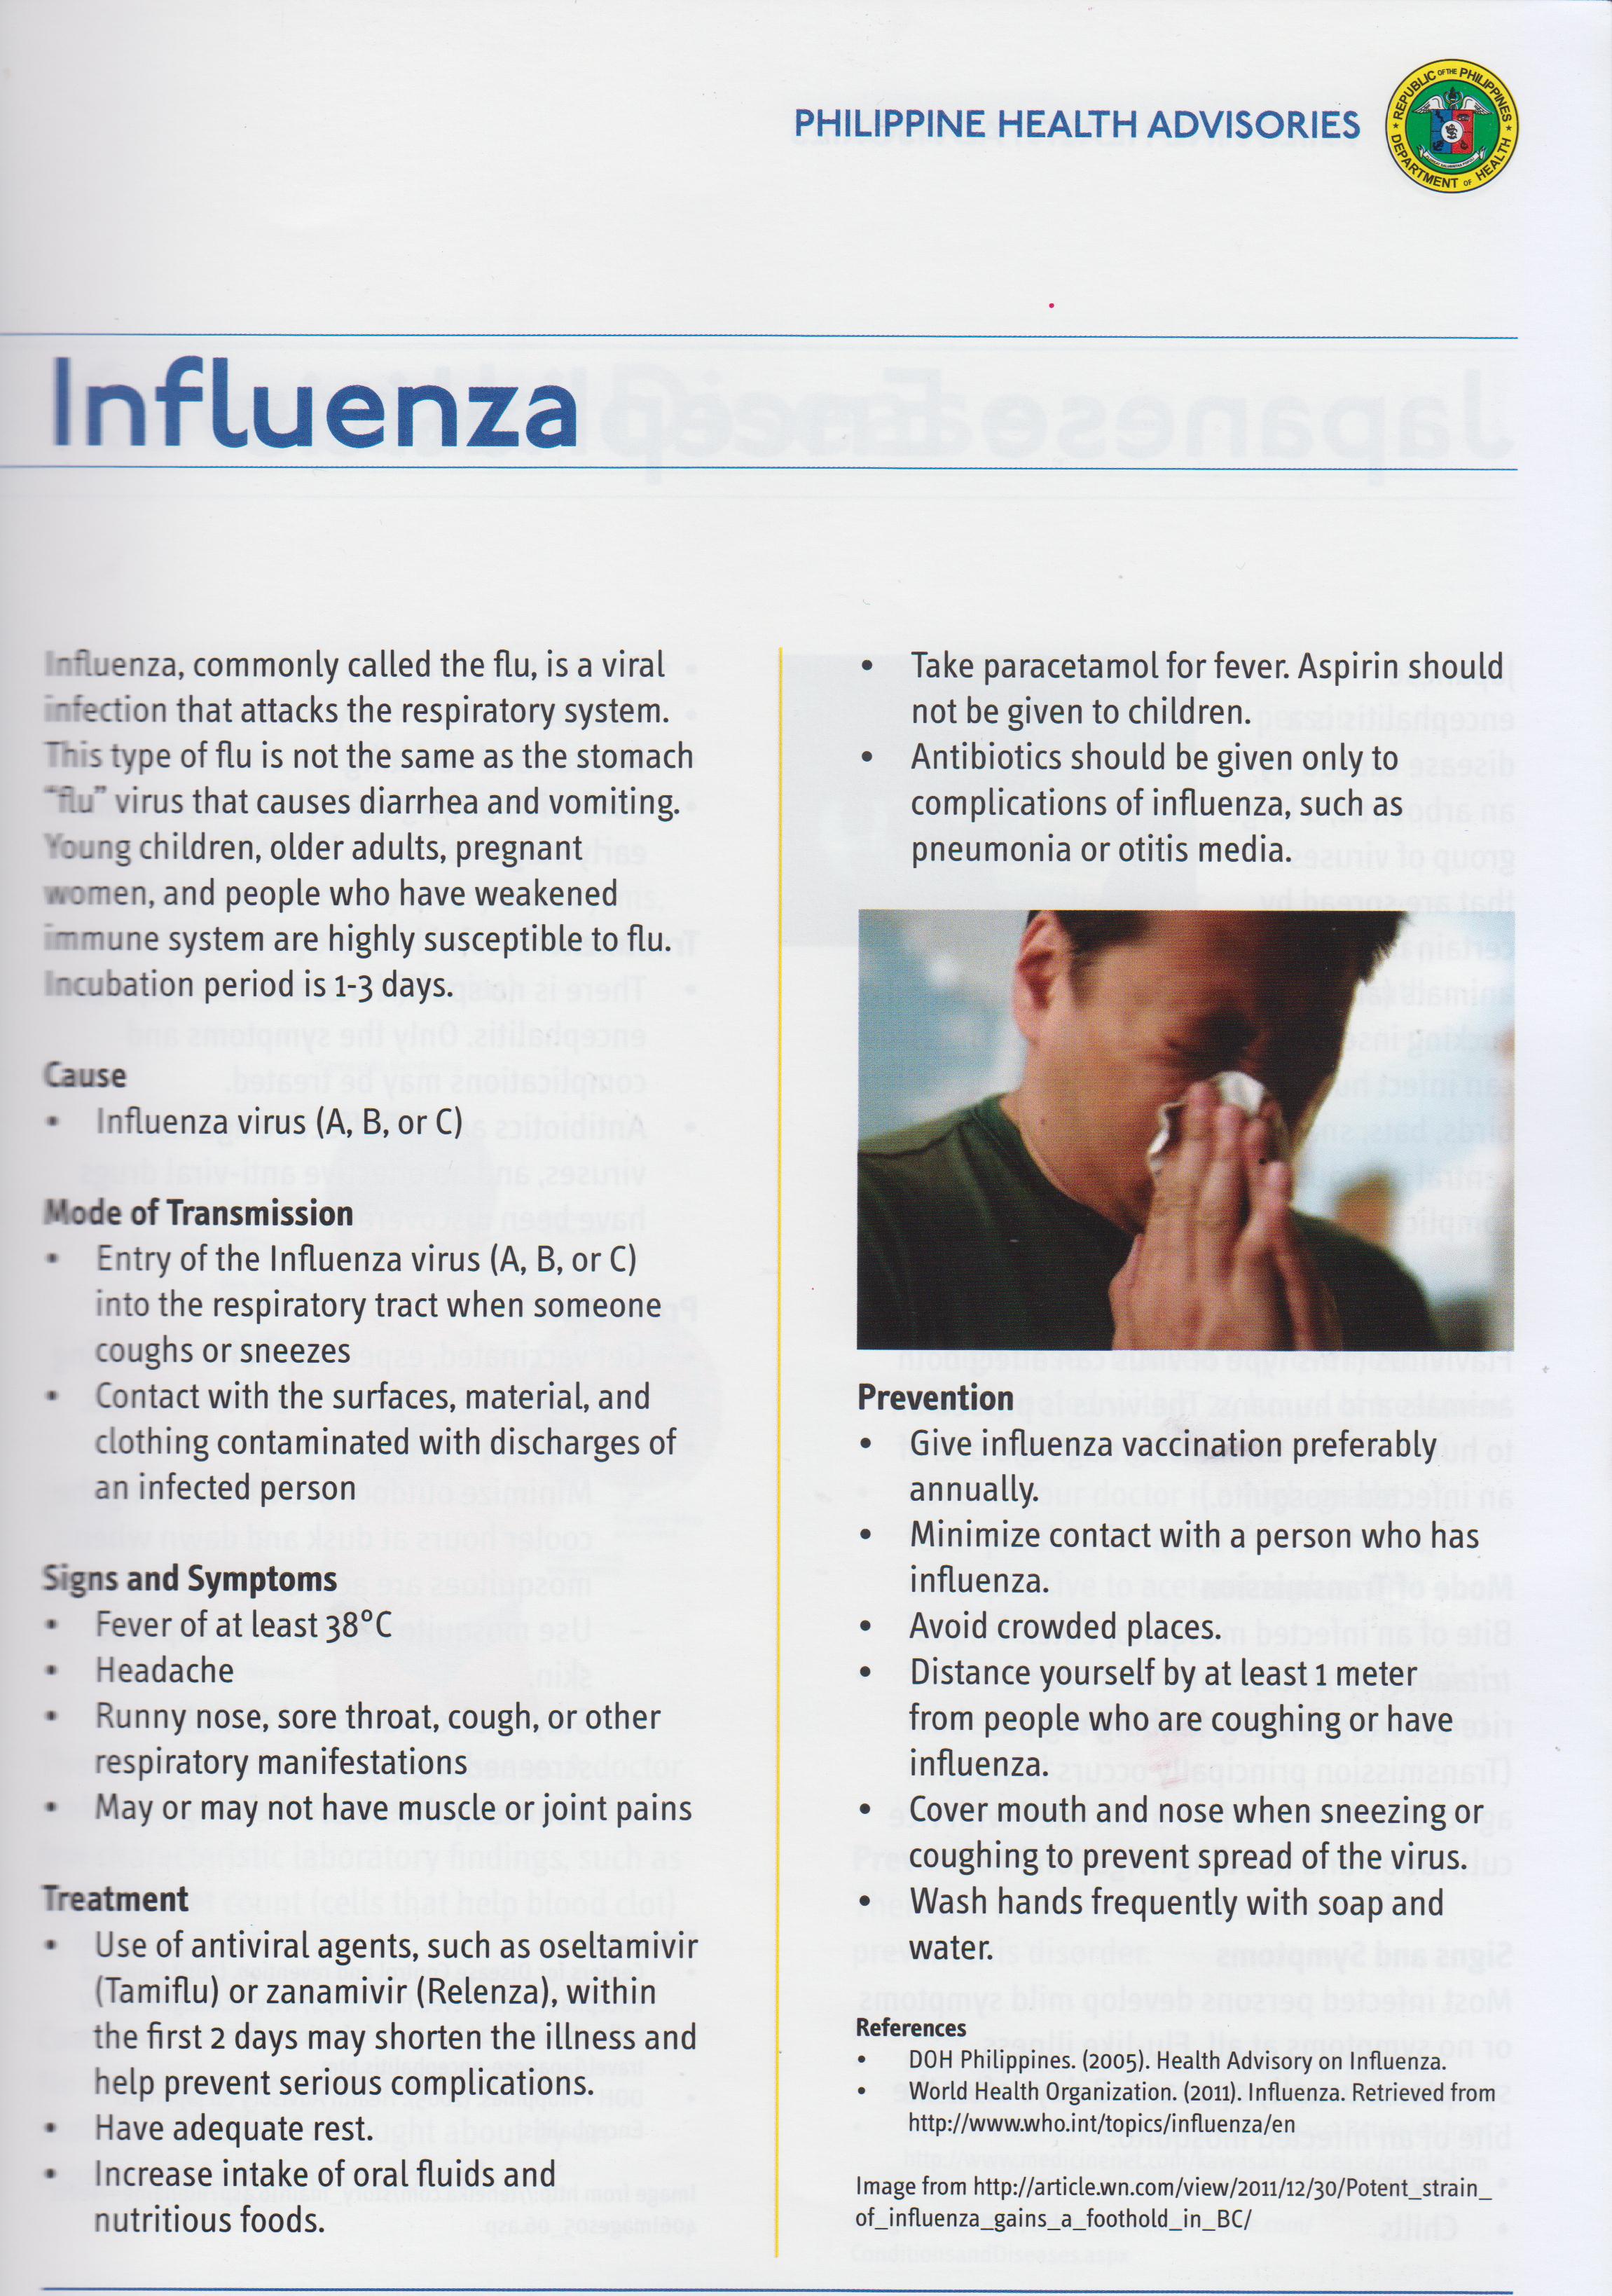 PHILIPPINE HEALTH ADVISORIES
REPUBLIC OF THE PHILIPPINES
DEPARTMENT OF HEALTH
Influenza
Influenza, commonly called the flu, is a viral
infection that attacks the respiratory system.
This type of flu is not the same as the stomach
“flu” virus that causes diarrhea and vomiting.
Young children, older adults, pregnant
women, and people who have weakened
immune system are highly susceptible to flu.
Incubation period is 1-3 days.
Cause
• Influenza virus (A, B, or C)
Mode of Transmission
• Entry of the Influenza virus (A, B, or C)
into the respiratory tract when someone
coughs or sneezes
• Contact with the surfaces, material, and
clothing contaminated with discharges of
an infected person
Signs and Symptoms
• Fever of at least 38°C
• Headache
• Runny nose, sore throat, cough, or other
respiratory manifestations
• May or may not have muscle or joint pains
Treatment
• Use of antiviral agents, such as oseltamivir
(Tamiflu) or zanamivir (Relenza), within
the first 2 days may shorten the illness and
help prevent serious complications.
• Have adequate rest.
• Increase intake of oral fluids and
nutritious foods.
• Take paracetamol for fever. Aspirin should
not be given to children.
• Antibiotics should be given only to
complications of influenza, such as
pneumonia or otitis media.
Prevention
• Give influenza vaccination preferably
annually.
• Minimize contact with a person who has
influenza.
• Avoid crowded places.
• Distance yourself by at least 1 meter
from people who are coughing or have
influenza.
• Cover mouth and nose when sneezing or
coughing to prevent spread of the virus.
• Wash hands frequently with soap and
water.
References
• DOH Philippines. (2005). Health Advisory on Influenza.
• World Health Organization. (2011). Influenza. Retrieved from
http://www.who.int/topics/influenza/en
Image from http://article.wn.com/view/2011/12/30/Potent_strain_
of_influenza_gains_a_foothold_in_BC/